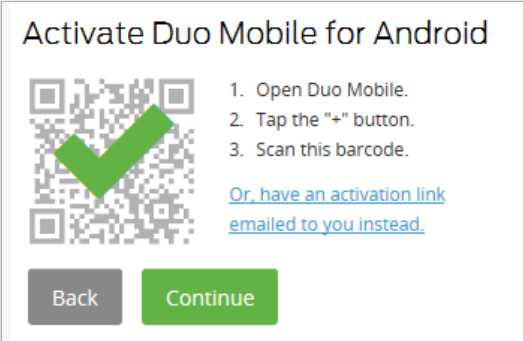 Activate Duo Mobile for Android
1. Open Duo Mobile.
2. Tap the "+" button.
3. Scan this barcode.
Or, have an activation link
emailed to you instead.
Back
Continue